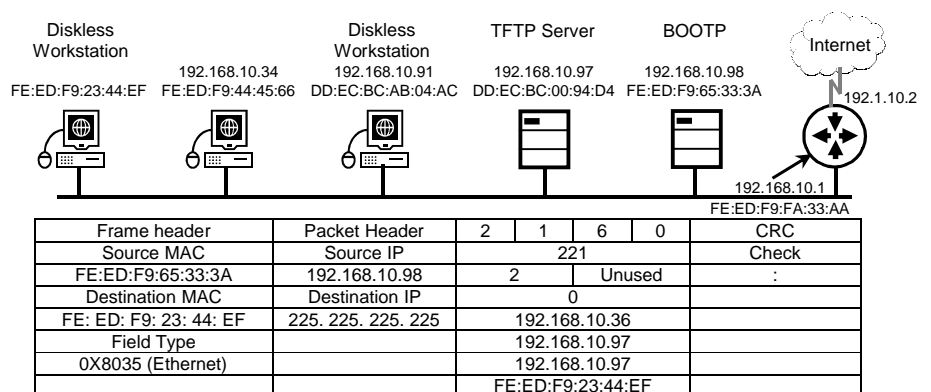 Diskless Workstation
Diskless Workstation
TFTP Server
BOOTP
Internet
FE:ED:F9:23:44:EF
192.168.10.34
FE:ED:F9:44:45:66
192.168.10.91
DD:EC:BC:AB:04:AC
192.168.10.97
DD:EC:BC:00:94:D4
192.168.10.98
FE:ED:F9:65:33:3A
192.1.10.2
192.168.10.1
FE:ED:F9:FA:33:AA
Frame header Packet Header 2 1 6 0 CRC
Source MAC Source IP 221 Check
FE:ED:F9:65:33:3A 192.168.10.98 2 Unused :
Destination MAC Destination IP 0
FE: ED: F9: 23: 44: EF 225. 225. 225. 225 192.168.10.36
Field Type 192.168.10.97
0X8035 (Ethernet) 192.168.10.97
FE:ED:F9:23:44:EF